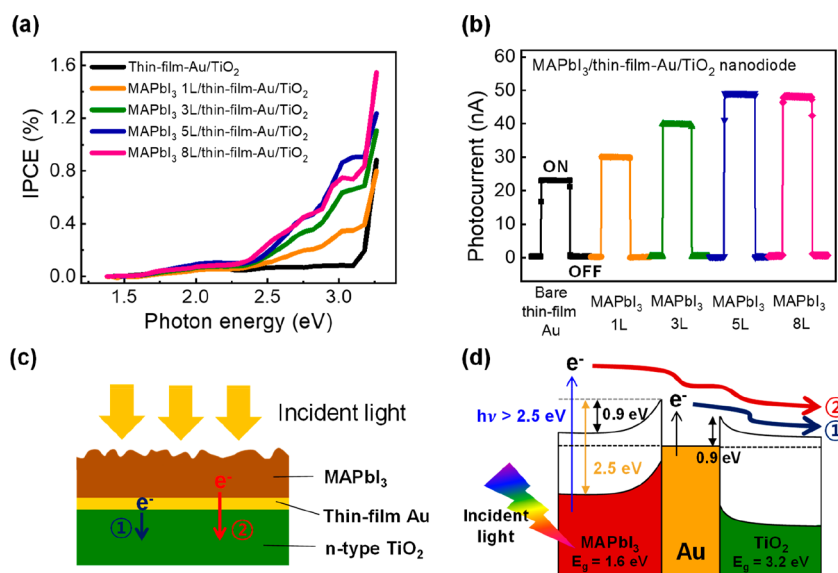 (a)
IPCE (%)
1.6
1.2
0.8
0.4
0.0
Thin-film-Au/TiO₂
MAPbI₃ 1L/thin-film-Au/TiO₂
MAPbI₃ 3L/thin-film-Au/TiO₂
MAPbI₃ 5L/thin-film-Au/TiO₂
MAPbI₃ 8L/thin-film-Au/TiO₂
1.5 2.0 2.5 3.0
Photon energy (eV)
(b)
Photocurrent (nA)
60
50
40
30
20
10
0
MAPbI₃/thin-film-Au/TiO₂ nanodiode
ON
OFF
Bare
thin-film
Au
MAPbI₃
1L
MAPbI₃
3L
MAPbI₃
5L
MAPbI₃
8L
(c)
Incident light
MAPbI₃
Thin-film Au
n-type TiO₂
e⁻
e⁻
①
②
(d)
e⁻
e⁻
②
①
hν > 2.5 eV
0.9 eV
2.5 eV
0.9 eV
Incident
light
MAPbI₃
E₉ = 1.6 eV
Au
TiO₂
E₉ = 3.2 eV